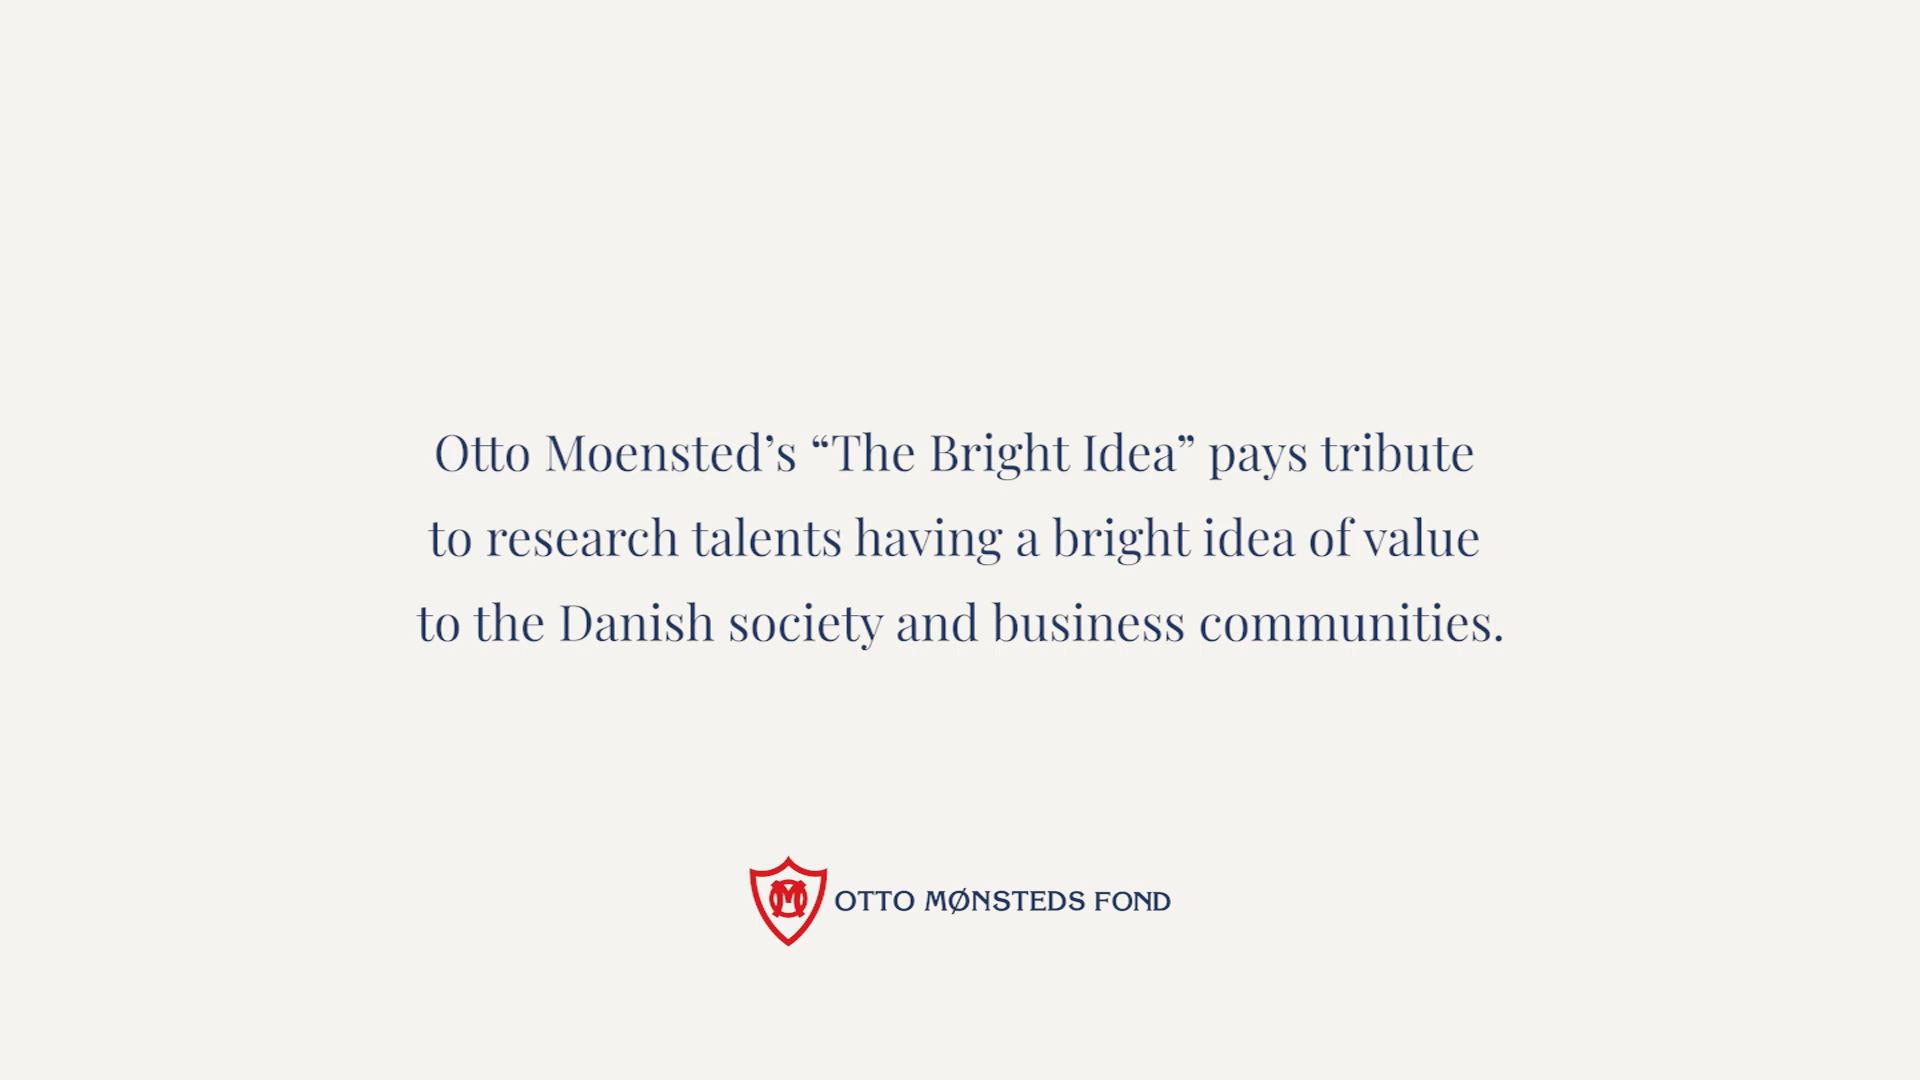 Otto Moensted’s “The Bright Idea” pays tribute
to research talents having a bright idea of value
to the Danish society and business communities.
OTTO MØNSTEDS FOND